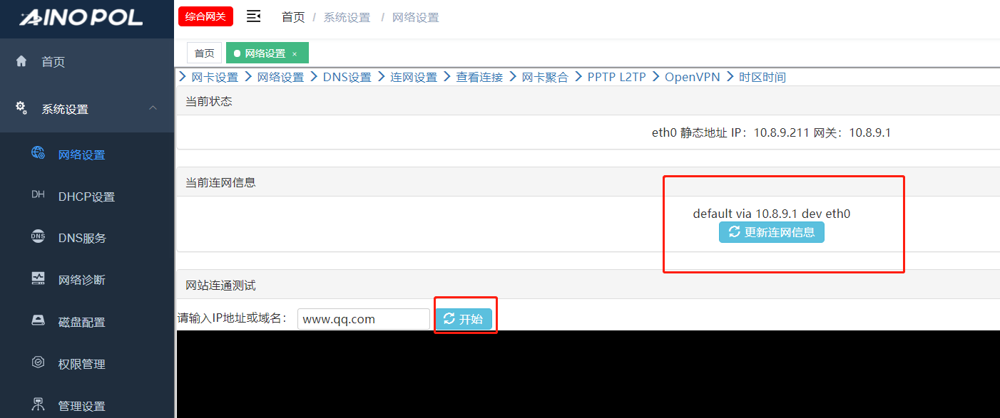 AINOPOL
综合网关
首页 / 系统设置 / 网络设置
首页
网络设置 ×
网卡设置 网络设置 DNS设置 连网设置 查看连接 网卡聚合 PPTP L2TP OpenVPN 时区时间
首页
系统设置
网络设置
DH DHCP设置
DNS DNS服务
网络诊断
磁盘配置
权限管理
管理设置
当前状态
eth0 静态地址 IP：10.8.9.211 网关：10.8.9.1
当前连网信息
default via 10.8.9.1 dev eth0
更新连网信息
网站连通测试
请输入IP地址或域名： www.qq.com 开始